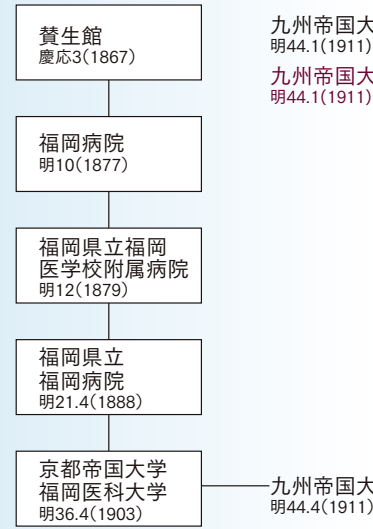 賛生館
慶応3(1867)
福岡病院
明10(1877)
福岡県立福岡
医学校附属病院
明12(1879)
福岡県立
福岡病院
明21.4(1888)
京都帝国大学
福岡医科大学
明36.4(1903)
九州帝国大
明44.1(1911)
九州帝国大
明44.1(1911)
九州帝国大
明44.4(1911)